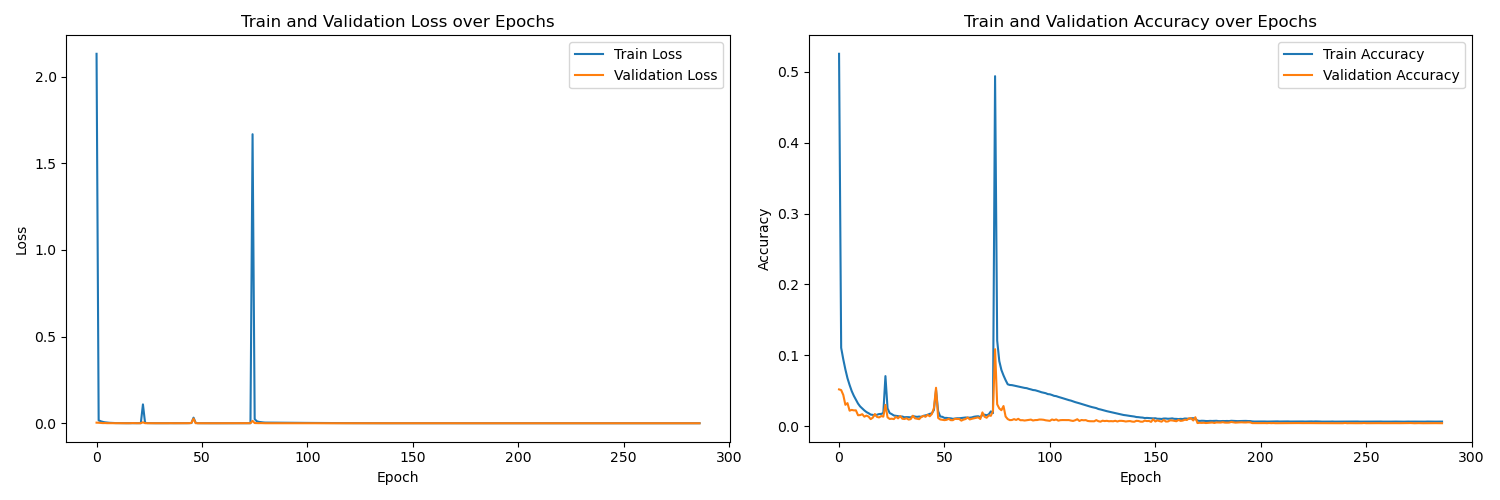 Train and Validation Loss over Epochs
Train Loss
Validation Loss
2.0
1.5
1.0
0.5
0.0
Loss
0 50 100 150 200 250 300
Epoch
Train and Validation Accuracy over Epochs
Train Accuracy
Validation Accuracy
0.5
0.4
0.3
0.2
0.1
0.0
Accuracy
0 50 100 150 200 250 300
Epoch